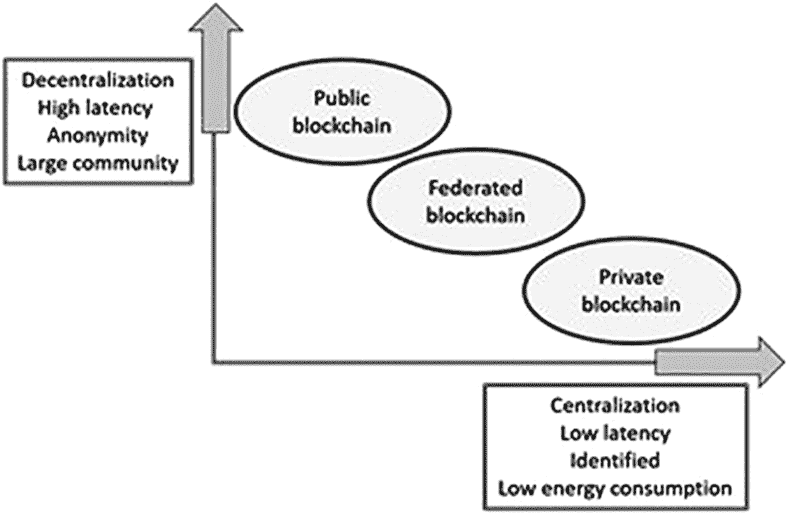 Decentralization
High latency
Anonymity
Large community
Public
blockchain
Federated
blockchain
Private
blockchain
Centralization
Low latency
Identified
Low energy consumption